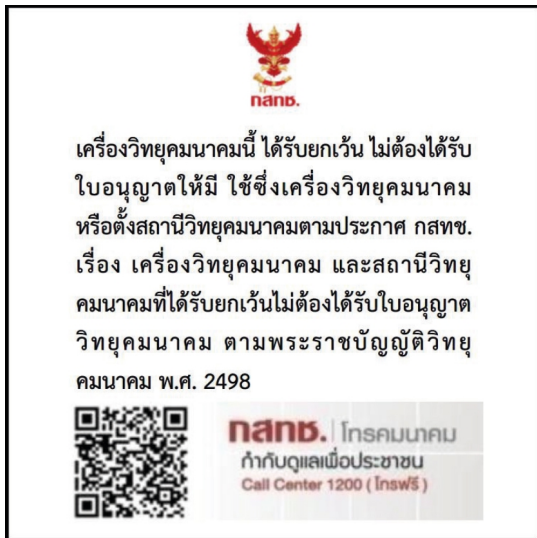 กสทช.
เครื่องวิทยุคมนาคมนี้ ได้รับยกเว้น ไม่ต้องได้รับ
ใบอนุญาตให้มี ใช้ซึ่งเครื่องวิทยุคมนาคม
หรือตั้งสถานีวิทยุคมนาคมตามประกาศ กสทช.
เรื่อง เครื่องวิทยุคมนาคม และสถานีวิทยุ
คมนาคมที่ได้รับยกเว้นไม่ต้องได้รับใบอนุญาต
วิทยุคมนาคม ตามพระราชบัญญัติวิทยุ
คมนาคม พ.ศ. 2498
กสทช. | โทรคมนาคม
กำกับดูแลเพื่อประชาชน
Call Center 1200 ( โทรฟรี )